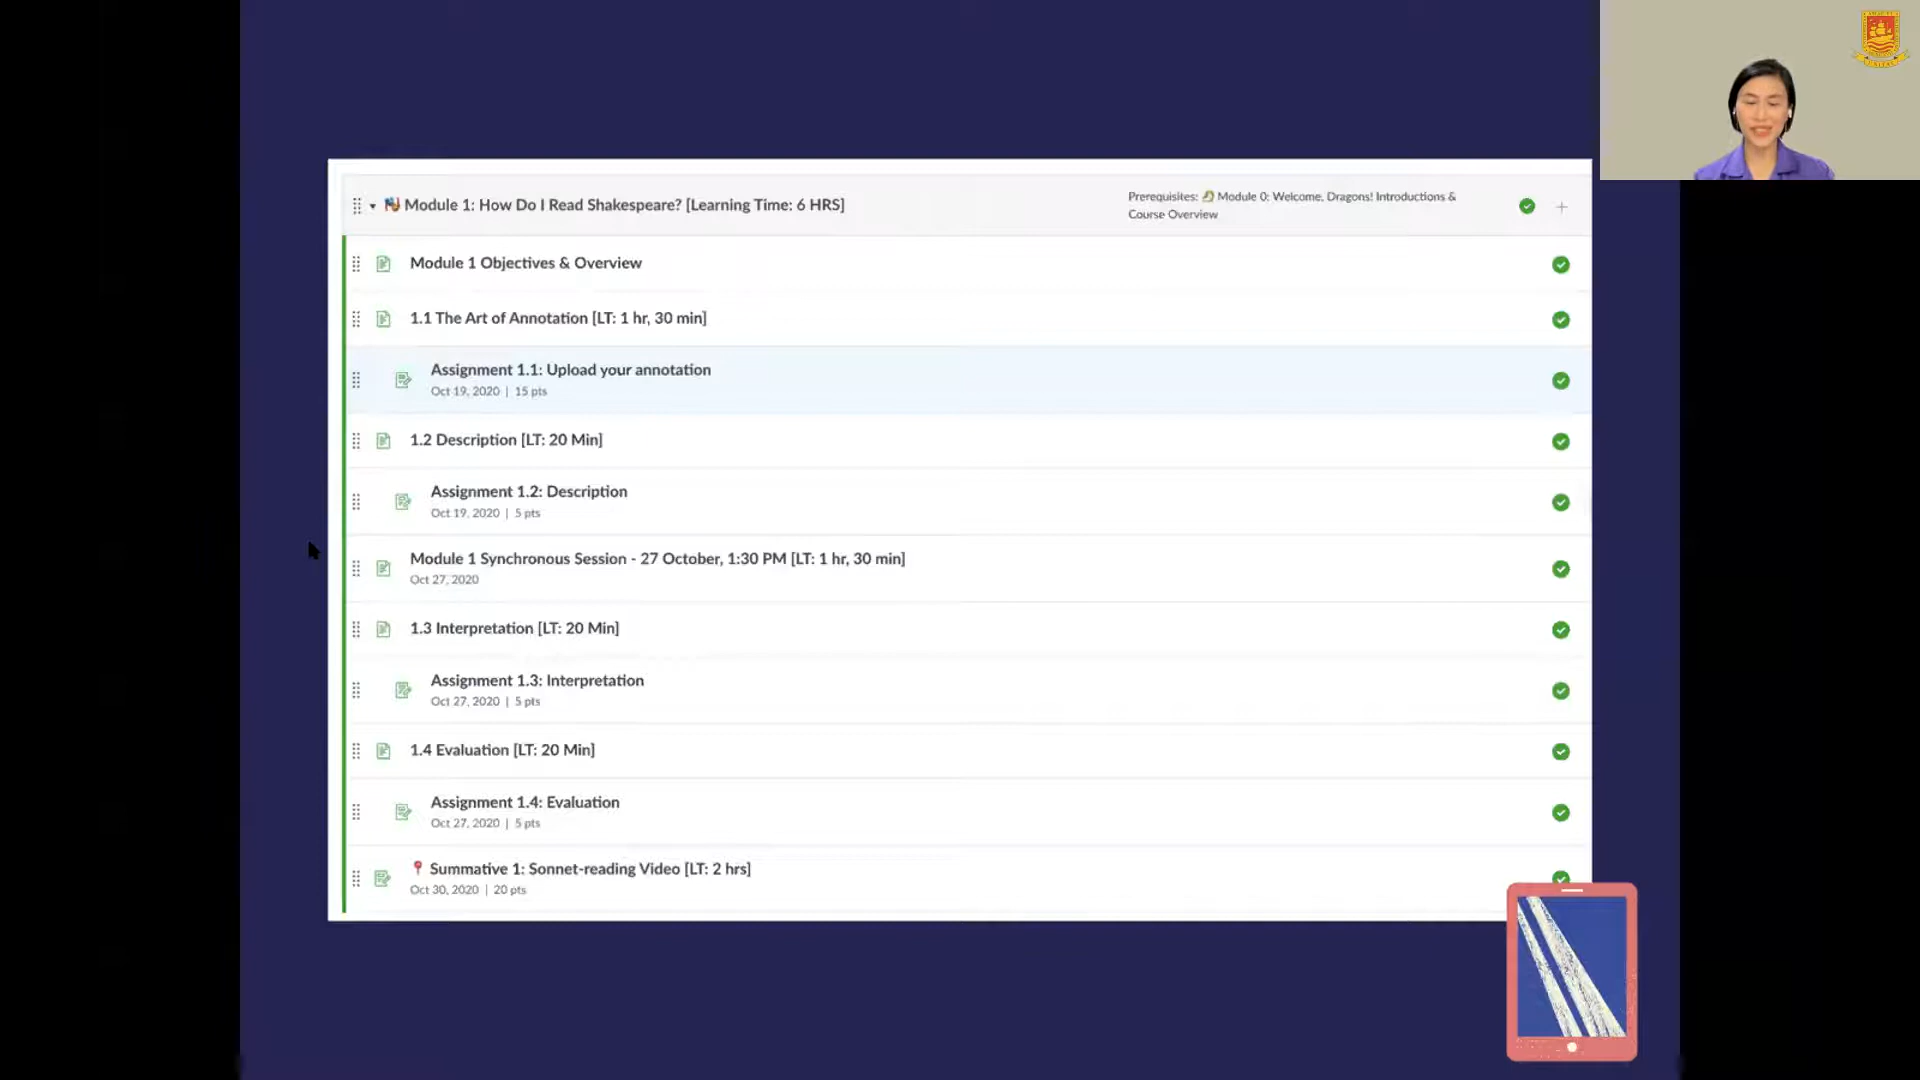 Module 1: How Do I Read Shakespeare? [Learning Time: 6 HRS]
Prerequisites: Module 0: Welcome, Dragons! Introductions &
Course Overview
Module 1 Objectives & Overview
1.1 The Art of Annotation [LT: 1 hr, 30 min]
Assignment 1.1: Upload your annotation
Oct 19, 2020 | 15 pts
1.2 Description [LT: 20 Min]
Assignment 1.2: Description
Oct 19, 2020 | 5 pts
Module 1 Synchronous Session - 27 October, 1:30 PM [LT: 1 hr, 30 min]
Oct 27, 2020
1.3 Interpretation [LT: 20 Min]
Assignment 1.3: Interpretation
Oct 27, 2020 | 5 pts
1.4 Evaluation [LT: 20 Min]
Assignment 1.4: Evaluation
Oct 27, 2020 | 5 pts
Summative 1: Sonnet-reading Video [LT: 2 hrs]
Oct 30, 2020 | 20 pts